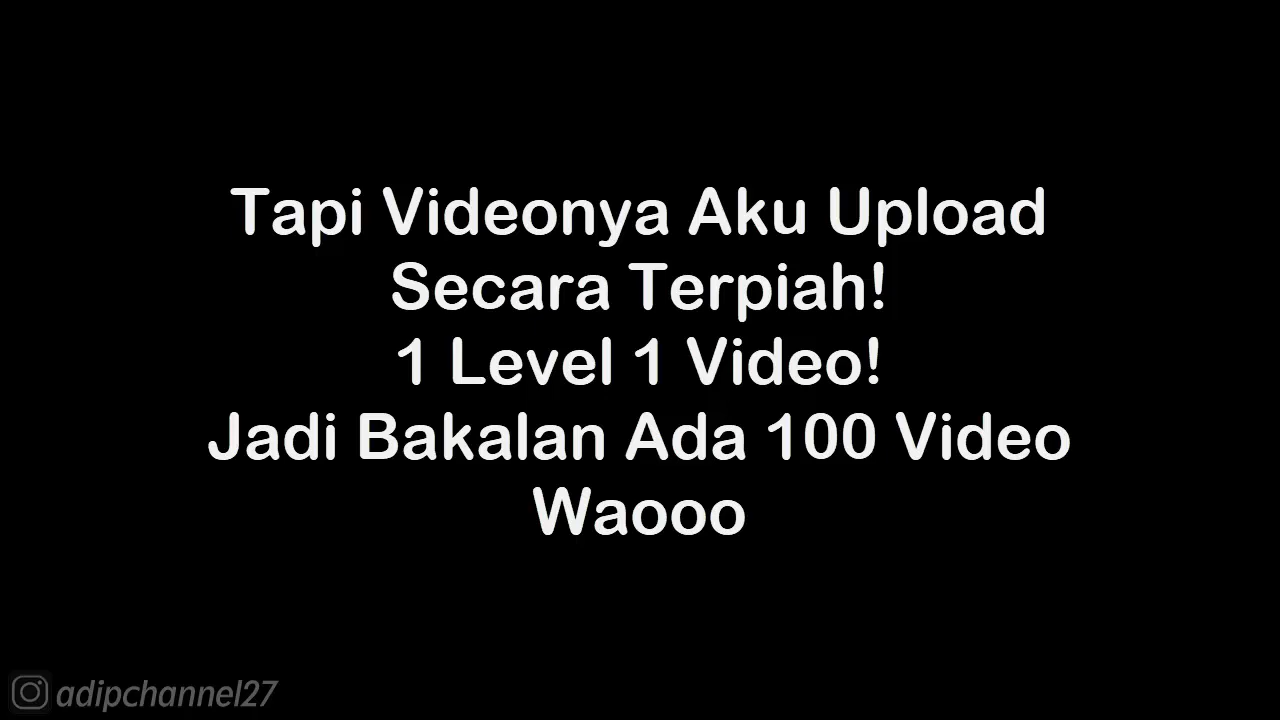 Tapi Videonya Aku Upload
Secara Terpiah!
1 Level 1 Video!
Jadi Bakalan Ada 100 Video
Waooo
adipchannel27